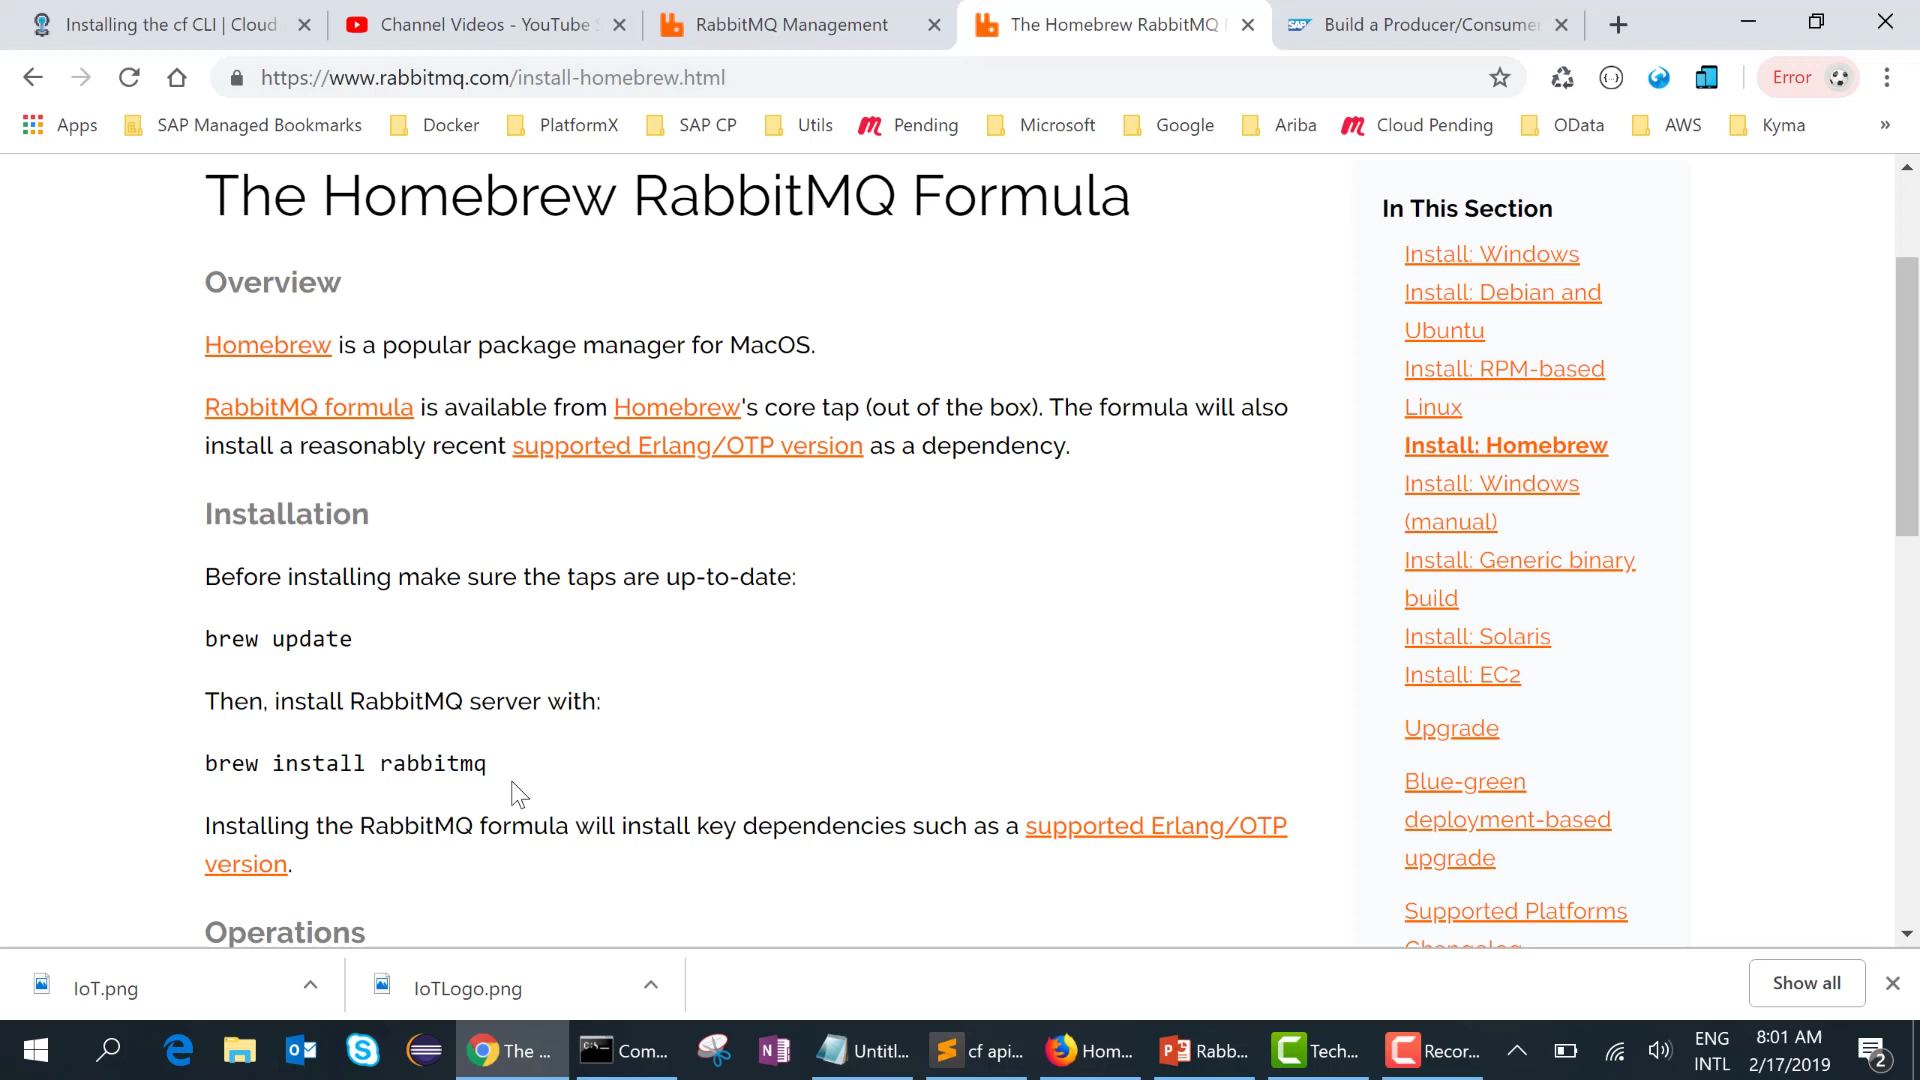 Installing the cf CLI | Cloud
Channel Videos - YouTube
RabbitMQ Management
The Homebrew RabbitMQ
Build a Producer/Consumer
https://www.rabbitmq.com/install-homebrew.html
Error
Apps
SAP Managed Bookmarks
Docker
PlatformX
SAP CP
Utils
Pending
Microsoft
Google
Ariba
Cloud Pending
OData
AWS
Kyma
»
The Homebrew RabbitMQ Formula
Overview
Homebrew is a popular package manager for MacOS.
RabbitMQ formula is available from Homebrew's core tap (out of the box). The formula will also
install a reasonably recent supported Erlang/OTP version as a dependency.
Installation
Before installing make sure the taps are up-to-date:
brew update
Then, install RabbitMQ server with:
brew install rabbitmq
Installing the RabbitMQ formula will install key dependencies such as a supported Erlang/OTP
version.
Operations
In This Section
Install: Windows
Install: Debian and
Ubuntu
Install: RPM-based
Linux
Install: Homebrew
Install: Windows
(manual)
Install: Generic binary
build
Install: Solaris
Install: EC2
Upgrade
Blue-green
deployment-based
upgrade
Supported Platforms
Changelog
IoT.png
IoTLogo.png
Show all
The ...
Com...
Untitl...
cf api...
Hom...
Rabb...
Tech...
Recor...
ENG
INTL
8:01 AM
2/17/2019
2